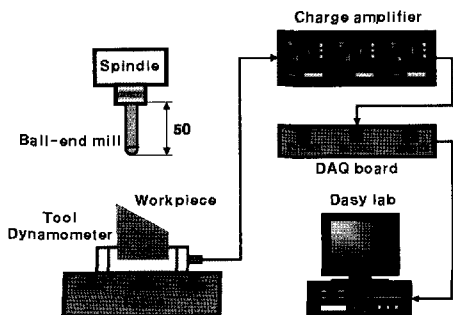 Charge amplifier
Spindle
50
Ball-end mill
DAQ board
Workpiece
Dasy lab
Tool
Dynamometer